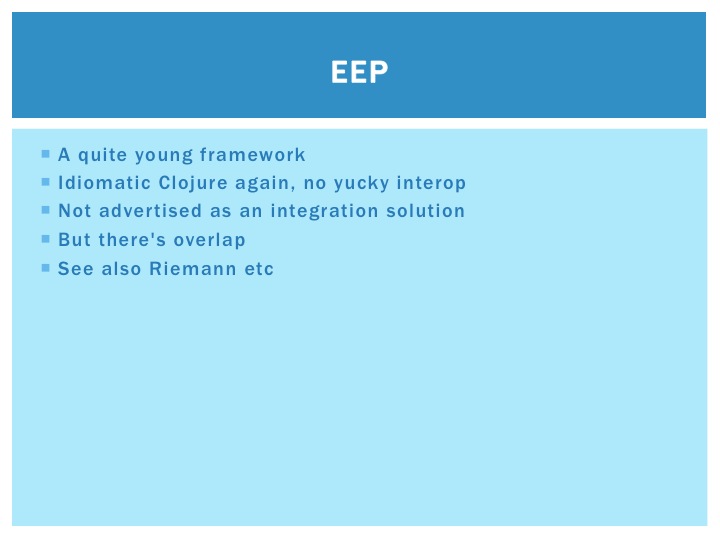 EEP
A quite young framework
Idiomatic Clojure again, no yucky interop
Not advertised as an integration solution
But there's overlap
See also Riemann etc